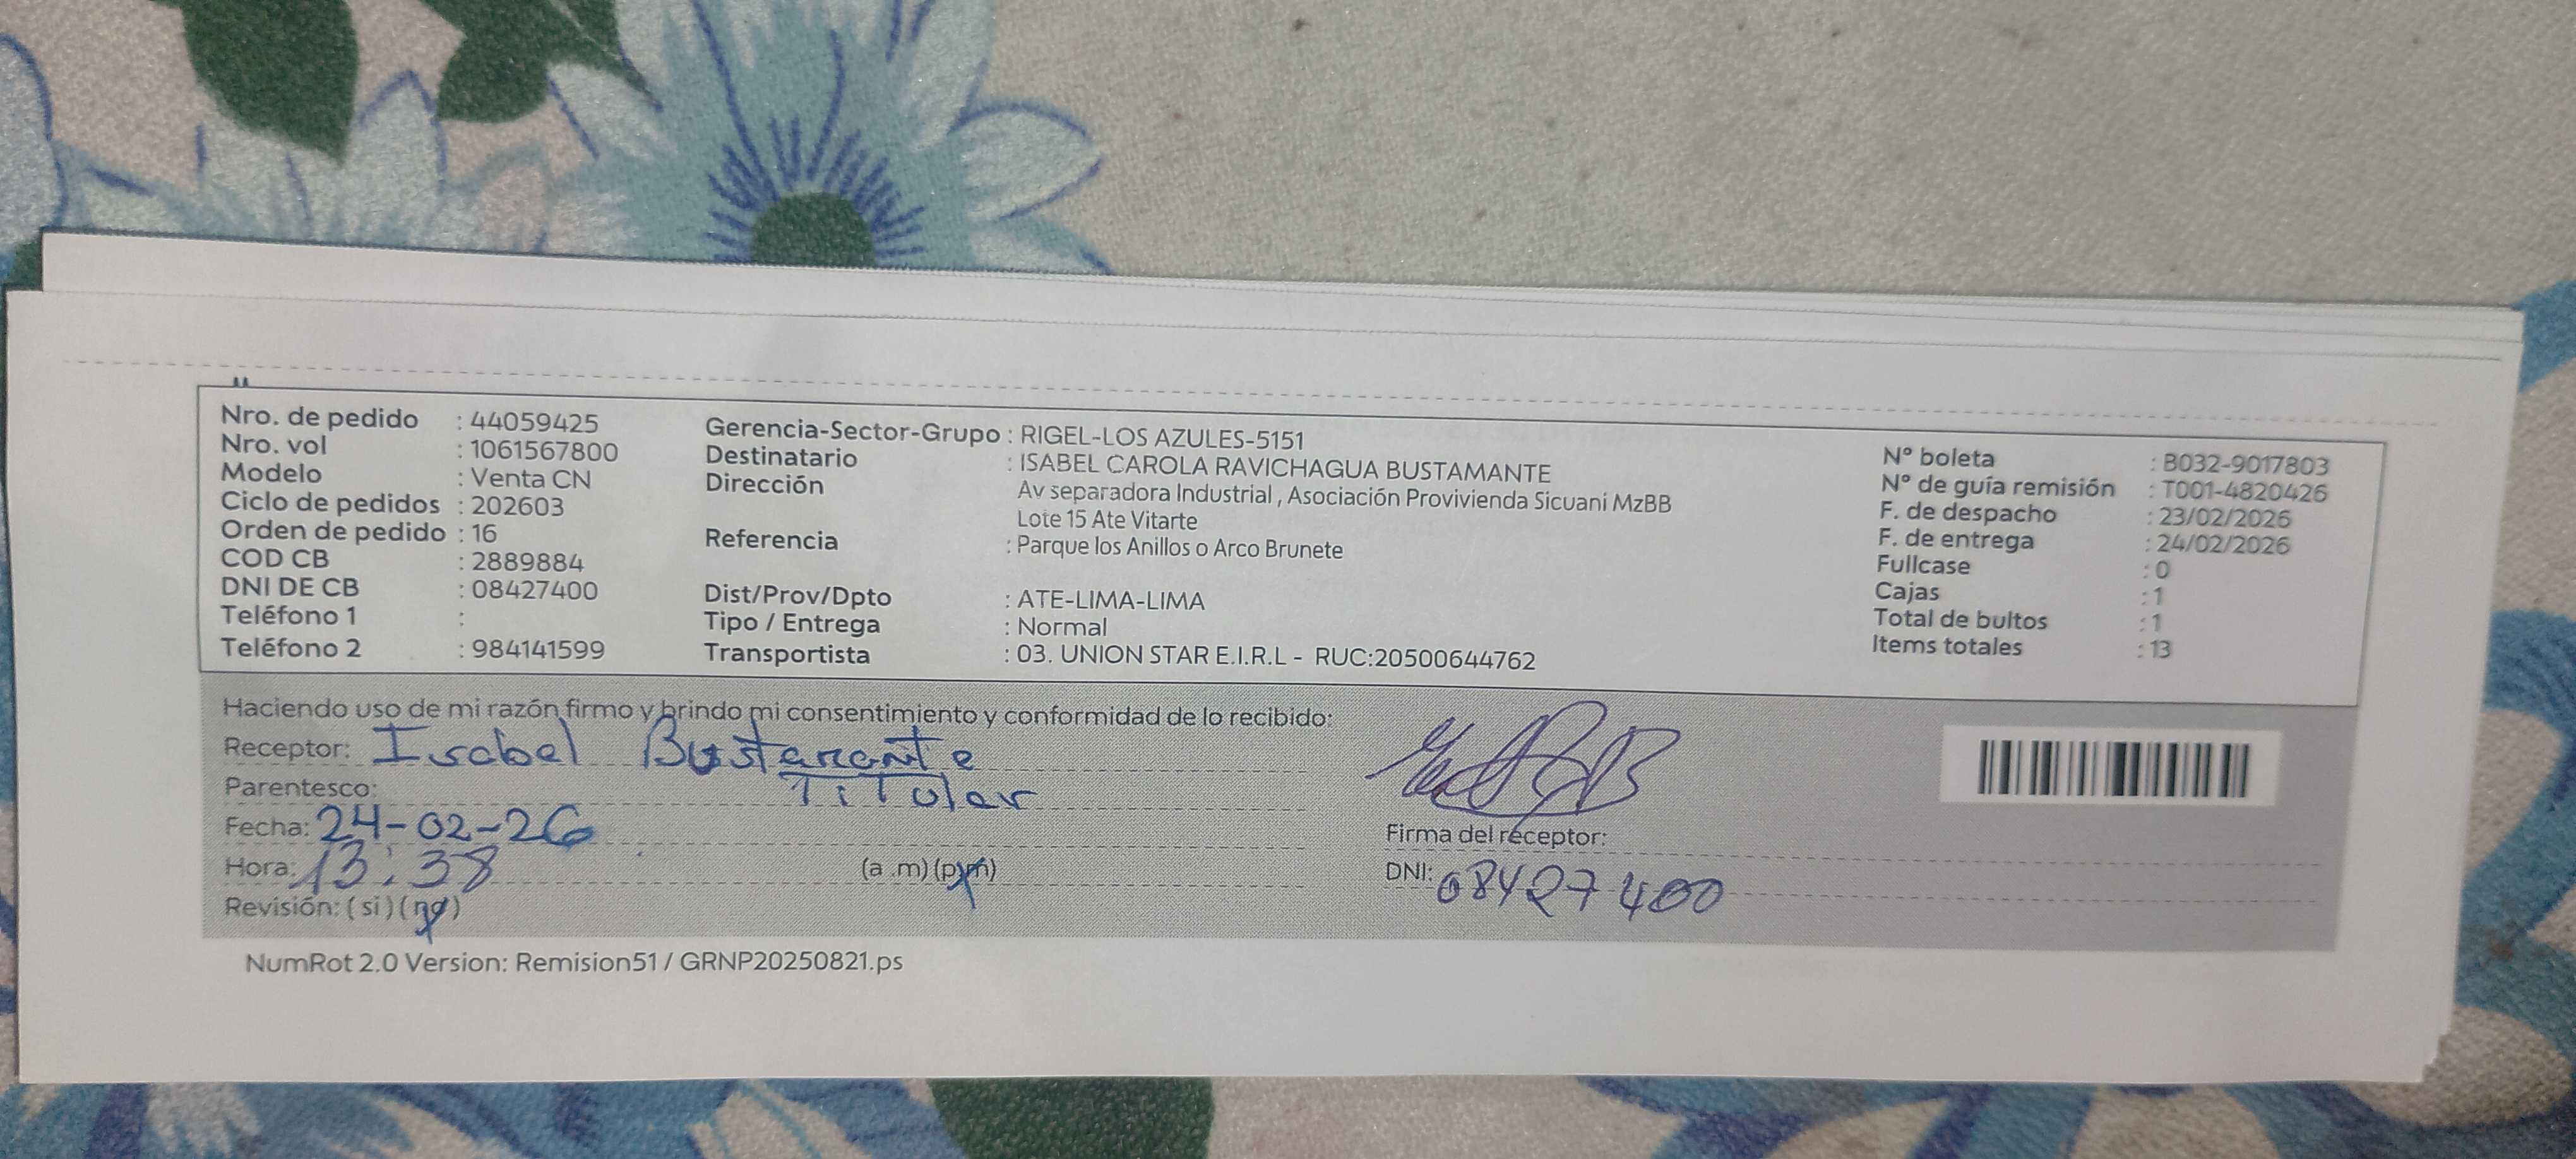 Nro. de pedido : 44059425
Nro. vol : 1061567800
Modelo : Venta CN
Ciclo de pedidos : 202603
Orden de pedido : 16
COD CB : 2889884
DNI DE CB : 08427400
Teléfono 1 :
Teléfono 2 : 984141599
Gerencia-Sector-Grupo : RIGEL-LOS AZULES-5151
Destinatario : ISABEL CAROLA RAVICHAGUA BUSTAMANTE
Dirección Av separadora Industrial , Asociación Provivienda Sicuani MzBB
Lote 15 Ate Vitarte
Referencia : Parque los Anillos o Arco Brunete
Dist/Prov/Dpto : ATE-LIMA-LIMA
Tipo / Entrega : Normal
Transportista : 03. UNION STAR E.I.R.L - RUC:20500644762
N° boleta : B032-9017803
N° de guía remisión : T001-4820426
F. de despacho : 23/02/2026
F. de entrega : 24/02/2026
Fullcase : 0
Cajas : 1
Total de bultos : 1
Items totales : 13
Haciendo uso de mi razón firmo y brindo mi consentimiento y conformidad de lo recibido:
Receptor: Isabel Bustamante
Parentesco: Titular
Fecha: 24-02-26
Hora: 13:38 (a .m) (p.m)
Revisión: ( si ) ( no )
Firma del receptor:
DNI: 08427400
NumRot 2.0 Version: Remision51 / GRNP20250821.ps